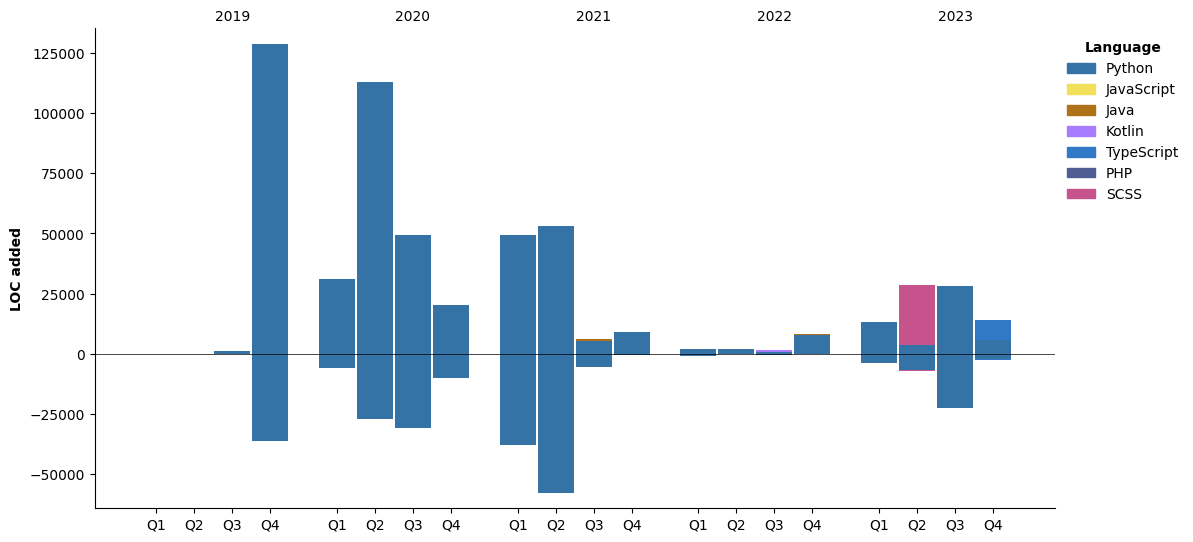 2019 2020 2021 2022 2023
LOC added
125000
100000
75000
50000
25000
0
−25000
−50000
Q1 Q2 Q3 Q4 Q1 Q2 Q3 Q4 Q1 Q2 Q3 Q4 Q1 Q2 Q3 Q4 Q1 Q2 Q3 Q4
Language
Python
JavaScript
Java
Kotlin
TypeScript
PHP
SCSS